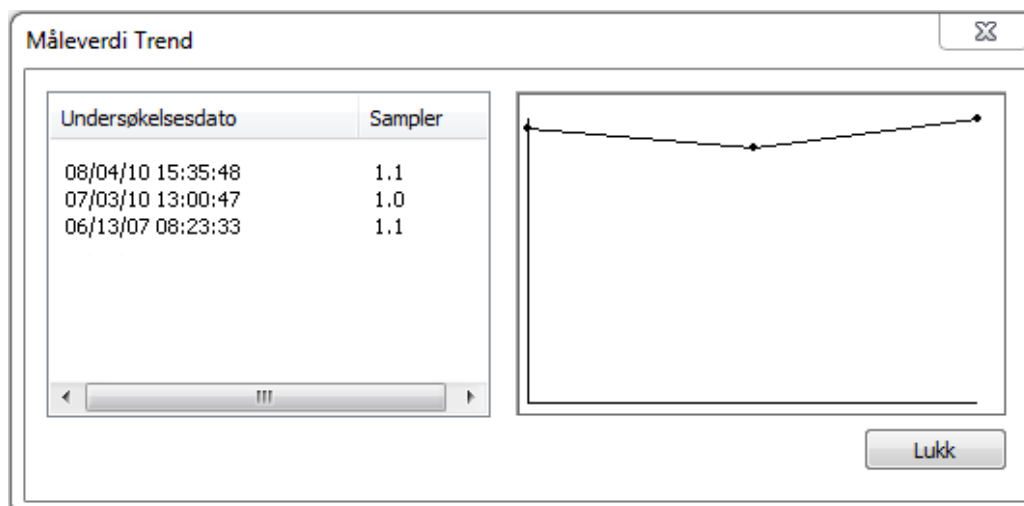 Måleverdi Trend
Undersøkelsesdato Sampler
08/04/10 15:35:48 1.1
07/03/10 13:00:47 1.0
06/13/07 08:23:33 1.1
Lukk